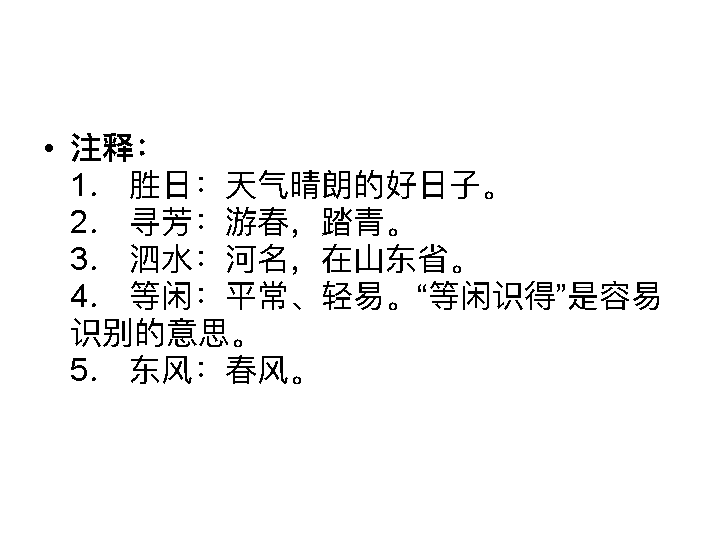 • 注释：
1． 胜日：天气晴朗的好日子。
2． 寻芳：游春，踏青。
3． 泗水：河名，在山东省。
4． 等闲：平常、轻易。“等闲识得”是容易
识别的意思。
5． 东风：春风。